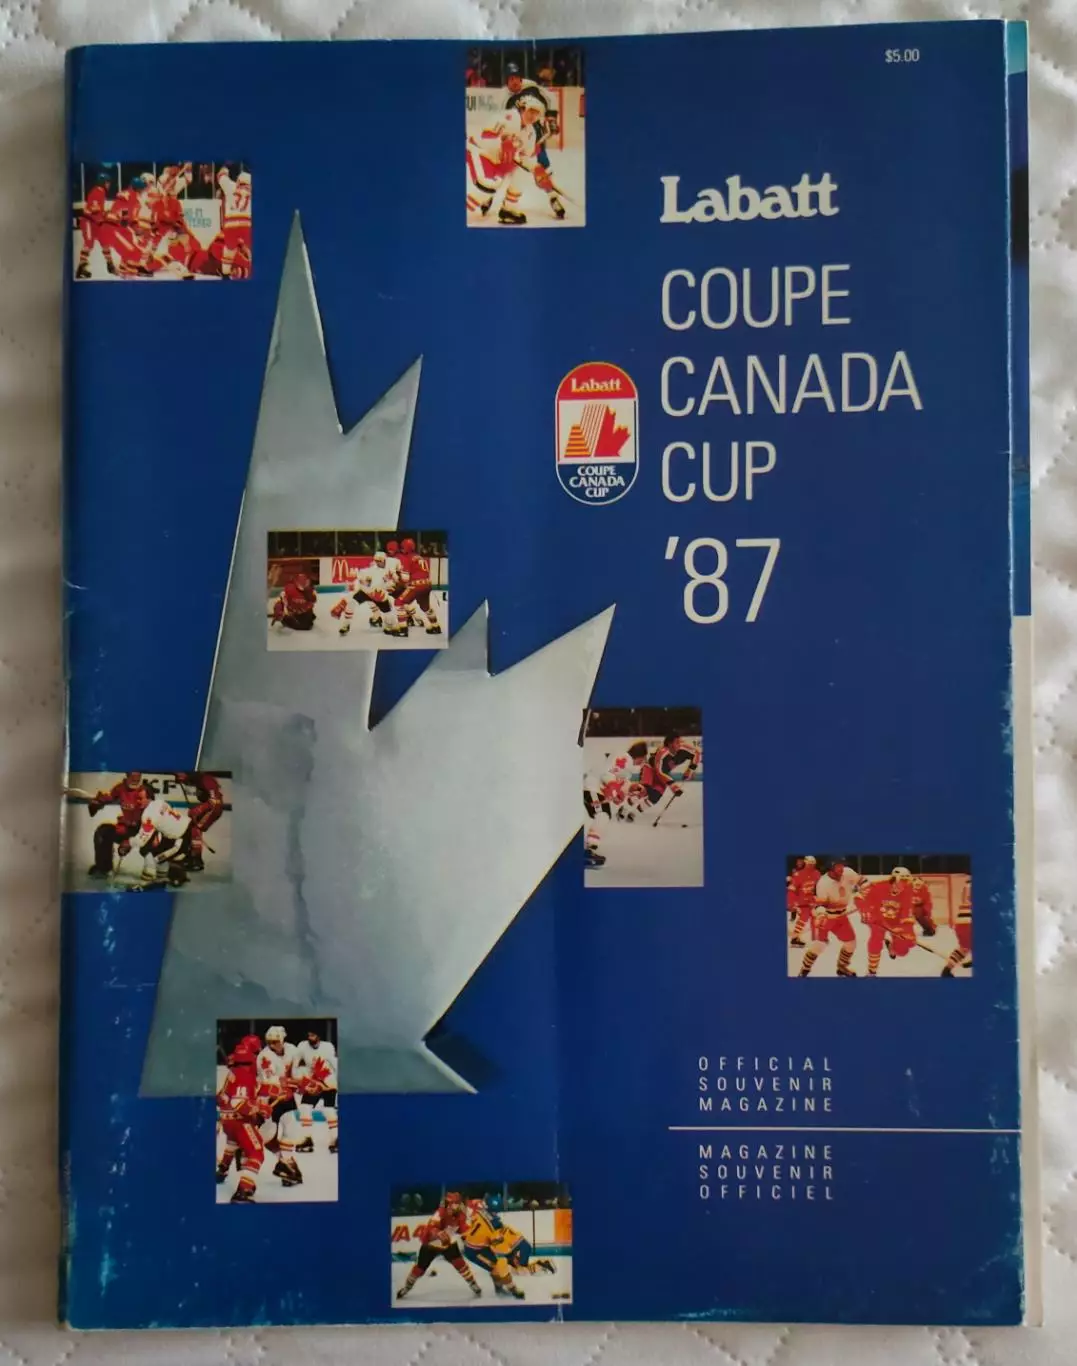 $5.00
Labatt
COUPE
CANADA
CUP
'87
Labatt
COUPE
CANADA
CUP
OFFICIAL
SOUVENIR
MAGAZINE
MAGAZINE
SOUVENIR
OFFICIEL